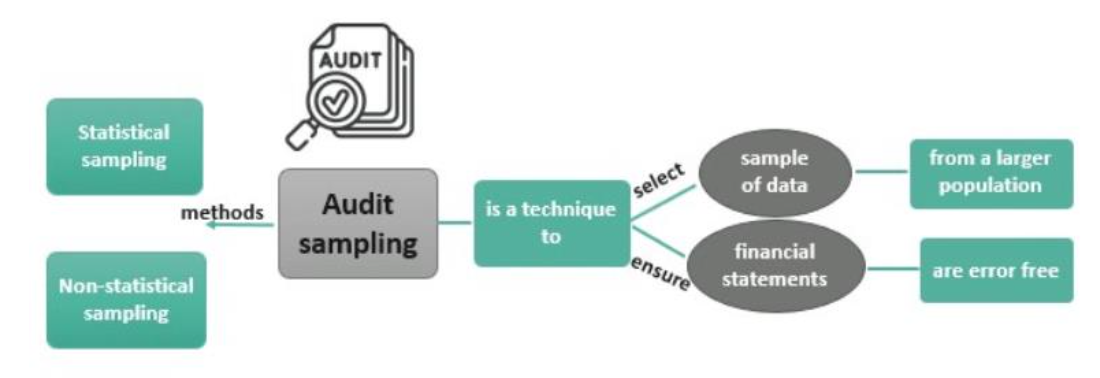 AUDIT
Statistical
sampling
methods
Non-statistical
sampling
Audit
sampling
is a technique
to
select
sample
of data
from a larger
population
ensure
financial
statements
are error free